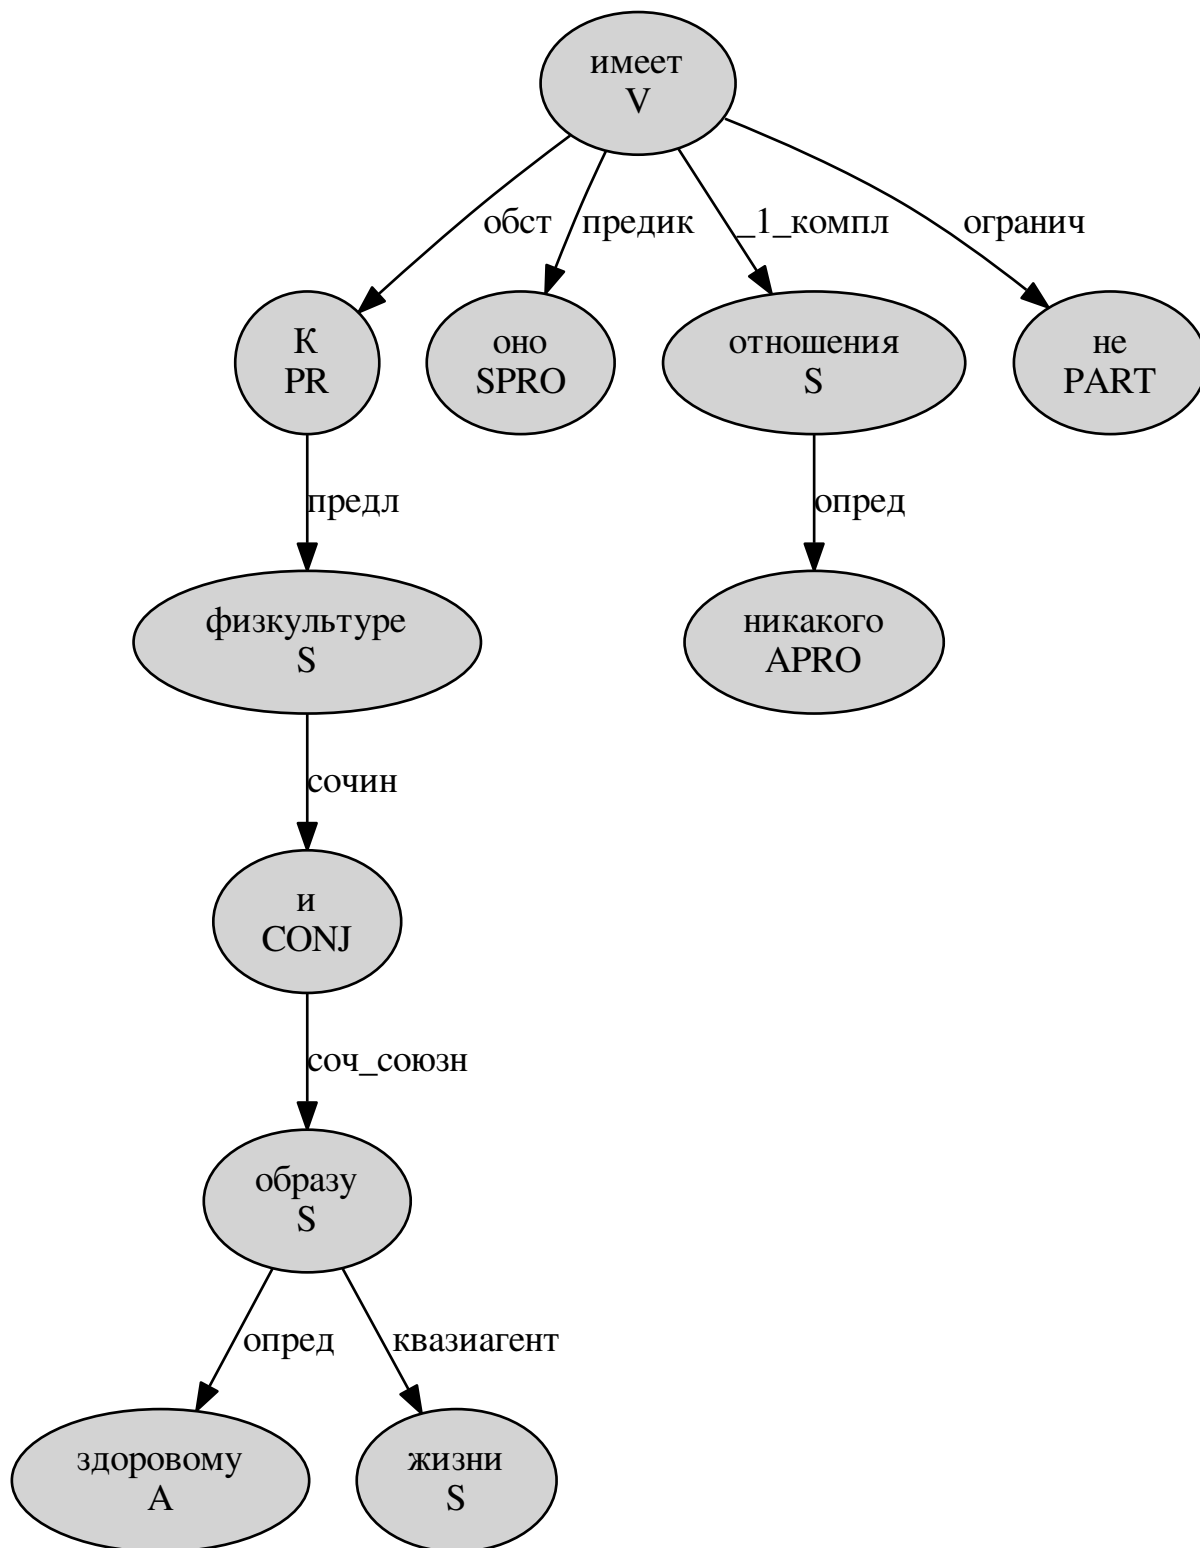 имеет
V
обст
предик
_1_компл
огранич
К
PR
оно
SPRO
отношения
S
не
PART
предл
опред
физкультуре
S
никакого
APRO
сочин
и
CONJ
соч_союзн
образу
S
опред
квазиагент
здоровому
A
жизни
S